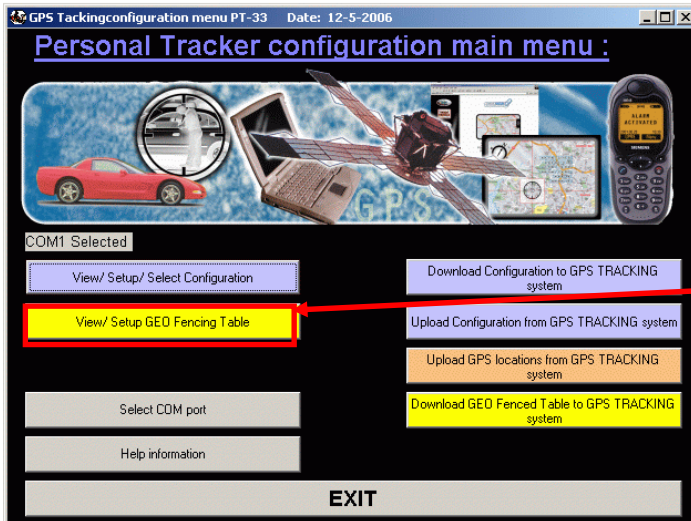 GPS Tackingconfiguration menu PT-33 Date: 12-5-2006
Personal Tracker configuration main menu :
ALARM
ACTIVATED
SIEMENS
GPS
COM1 Selected
View/ Setup/ Select Configuration
Download Configuration to GPS TRACKING
system
View/ Setup GEO Fencing Table
Upload Configuration from GPS TRACKING system
Upload GPS locations from GPS TRACKING
system
Select COM port
Download GEO Fenced Table to GPS TRACKING
system
Help information
EXIT